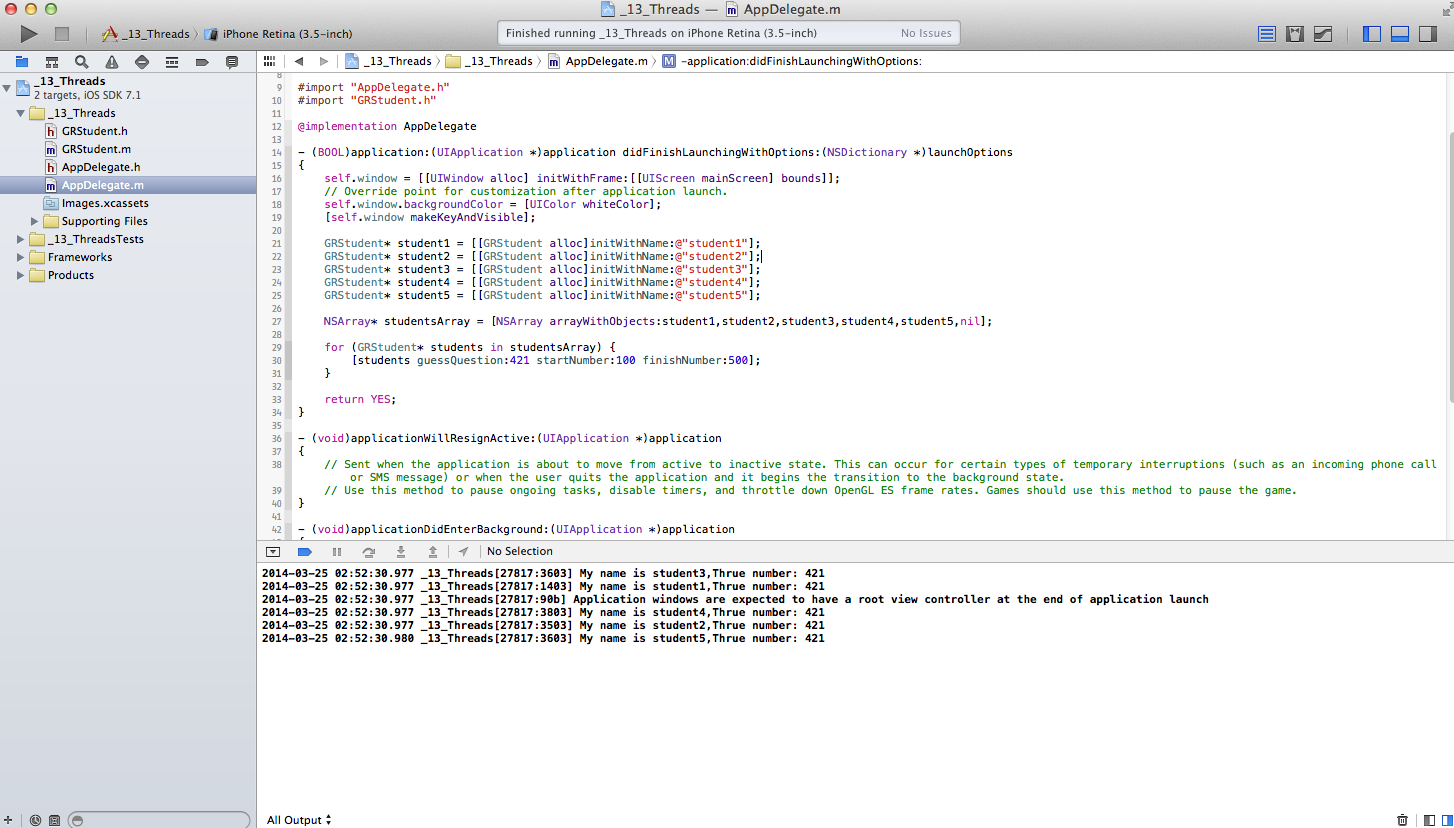 _13_Threads — AppDelegate.m
_13_Threads › iPhone Retina (3.5-inch)
Finished running _13_Threads on iPhone Retina (3.5-inch) No Issues
_13_Threads › _13_Threads › AppDelegate.m › M -application:didFinishLaunchingWithOptions:
_13_Threads
2 targets, iOS SDK 7.1
_13_Threads
h GRStudent.h
m GRStudent.m
h AppDelegate.h
m AppDelegate.m
Images.xcassets
Supporting Files
_13_ThreadsTests
Frameworks
Products
8
9 #import "AppDelegate.h"
10 #import "GRStudent.h"
11
12 @implementation AppDelegate
13
14 - (BOOL)application:(UIApplication *)application didFinishLaunchingWithOptions:(NSDictionary *)launchOptions
15 {
16 self.window = [[UIWindow alloc] initWithFrame:[[UIScreen mainScreen] bounds]];
17 // Override point for customization after application launch.
18 self.window.backgroundColor = [UIColor whiteColor];
19 [self.window makeKeyAndVisible];
20
21 GRStudent* student1 = [[GRStudent alloc]initWithName:@"student1"];
22 GRStudent* student2 = [[GRStudent alloc]initWithName:@"student2"];
23 GRStudent* student3 = [[GRStudent alloc]initWithName:@"student3"];
24 GRStudent* student4 = [[GRStudent alloc]initWithName:@"student4"];
25 GRStudent* student5 = [[GRStudent alloc]initWithName:@"student5"];
26
27 NSArray* studentsArray = [NSArray arrayWithObjects:student1,student2,student3,student4,student5,nil];
28
29 for (GRStudent* students in studentsArray) {
30 [students guessQuestion:421 startNumber:100 finishNumber:500];
31 }
32
33 return YES;
34 }
35
36 - (void)applicationWillResignActive:(UIApplication *)application
37 {
38 // Sent when the application is about to move from active to inactive state. This can occur for certain types of temporary interruptions (such as an incoming phone call
or SMS message) or when the user quits the application and it begins the transition to the background state.
39 // Use this method to pause ongoing tasks, disable timers, and throttle down OpenGL ES frame rates. Games should use this method to pause the game.
40 }
41
42 - (void)applicationDidEnterBackground:(UIApplication *)application
No Selection
2014-03-25 02:52:30.977 _13_Threads[27817:3603] My name is student3,Thrue number: 421
2014-03-25 02:52:30.977 _13_Threads[27817:1403] My name is student1,Thrue number: 421
2014-03-25 02:52:30.977 _13_Threads[27817:90b] Application windows are expected to have a root view controller at the end of application launch
2014-03-25 02:52:30.977 _13_Threads[27817:3803] My name is student4,Thrue number: 421
2014-03-25 02:52:30.977 _13_Threads[27817:3503] My name is student2,Thrue number: 421
2014-03-25 02:52:30.980 _13_Threads[27817:3603] My name is student5,Thrue number: 421
All Output